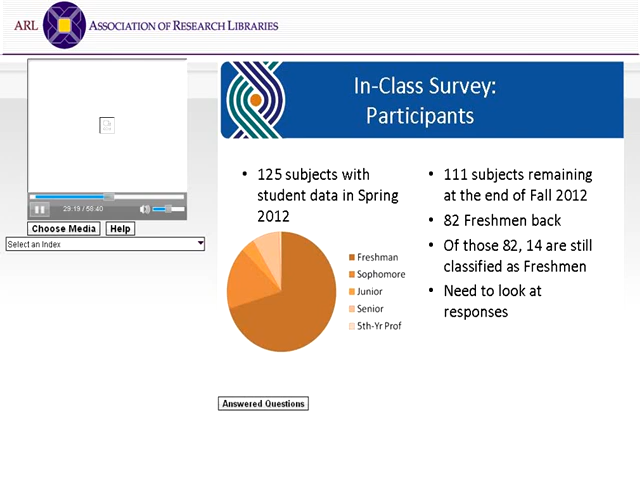 ARL ASSOCIATION OF RESEARCH LIBRARIES
29:19 / 58:40
Choose Media
Help
Select an Index
In-Class Survey:
Participants
• 125 subjects with
student data in Spring
2012
Freshman
Sophomore
Junior
Senior
5th-Yr Prof
• 111 subjects remaining
at the end of Fall 2012
• 82 Freshmen back
• Of those 82, 14 are still
classified as Freshmen
• Need to look at
responses
Answered Questions